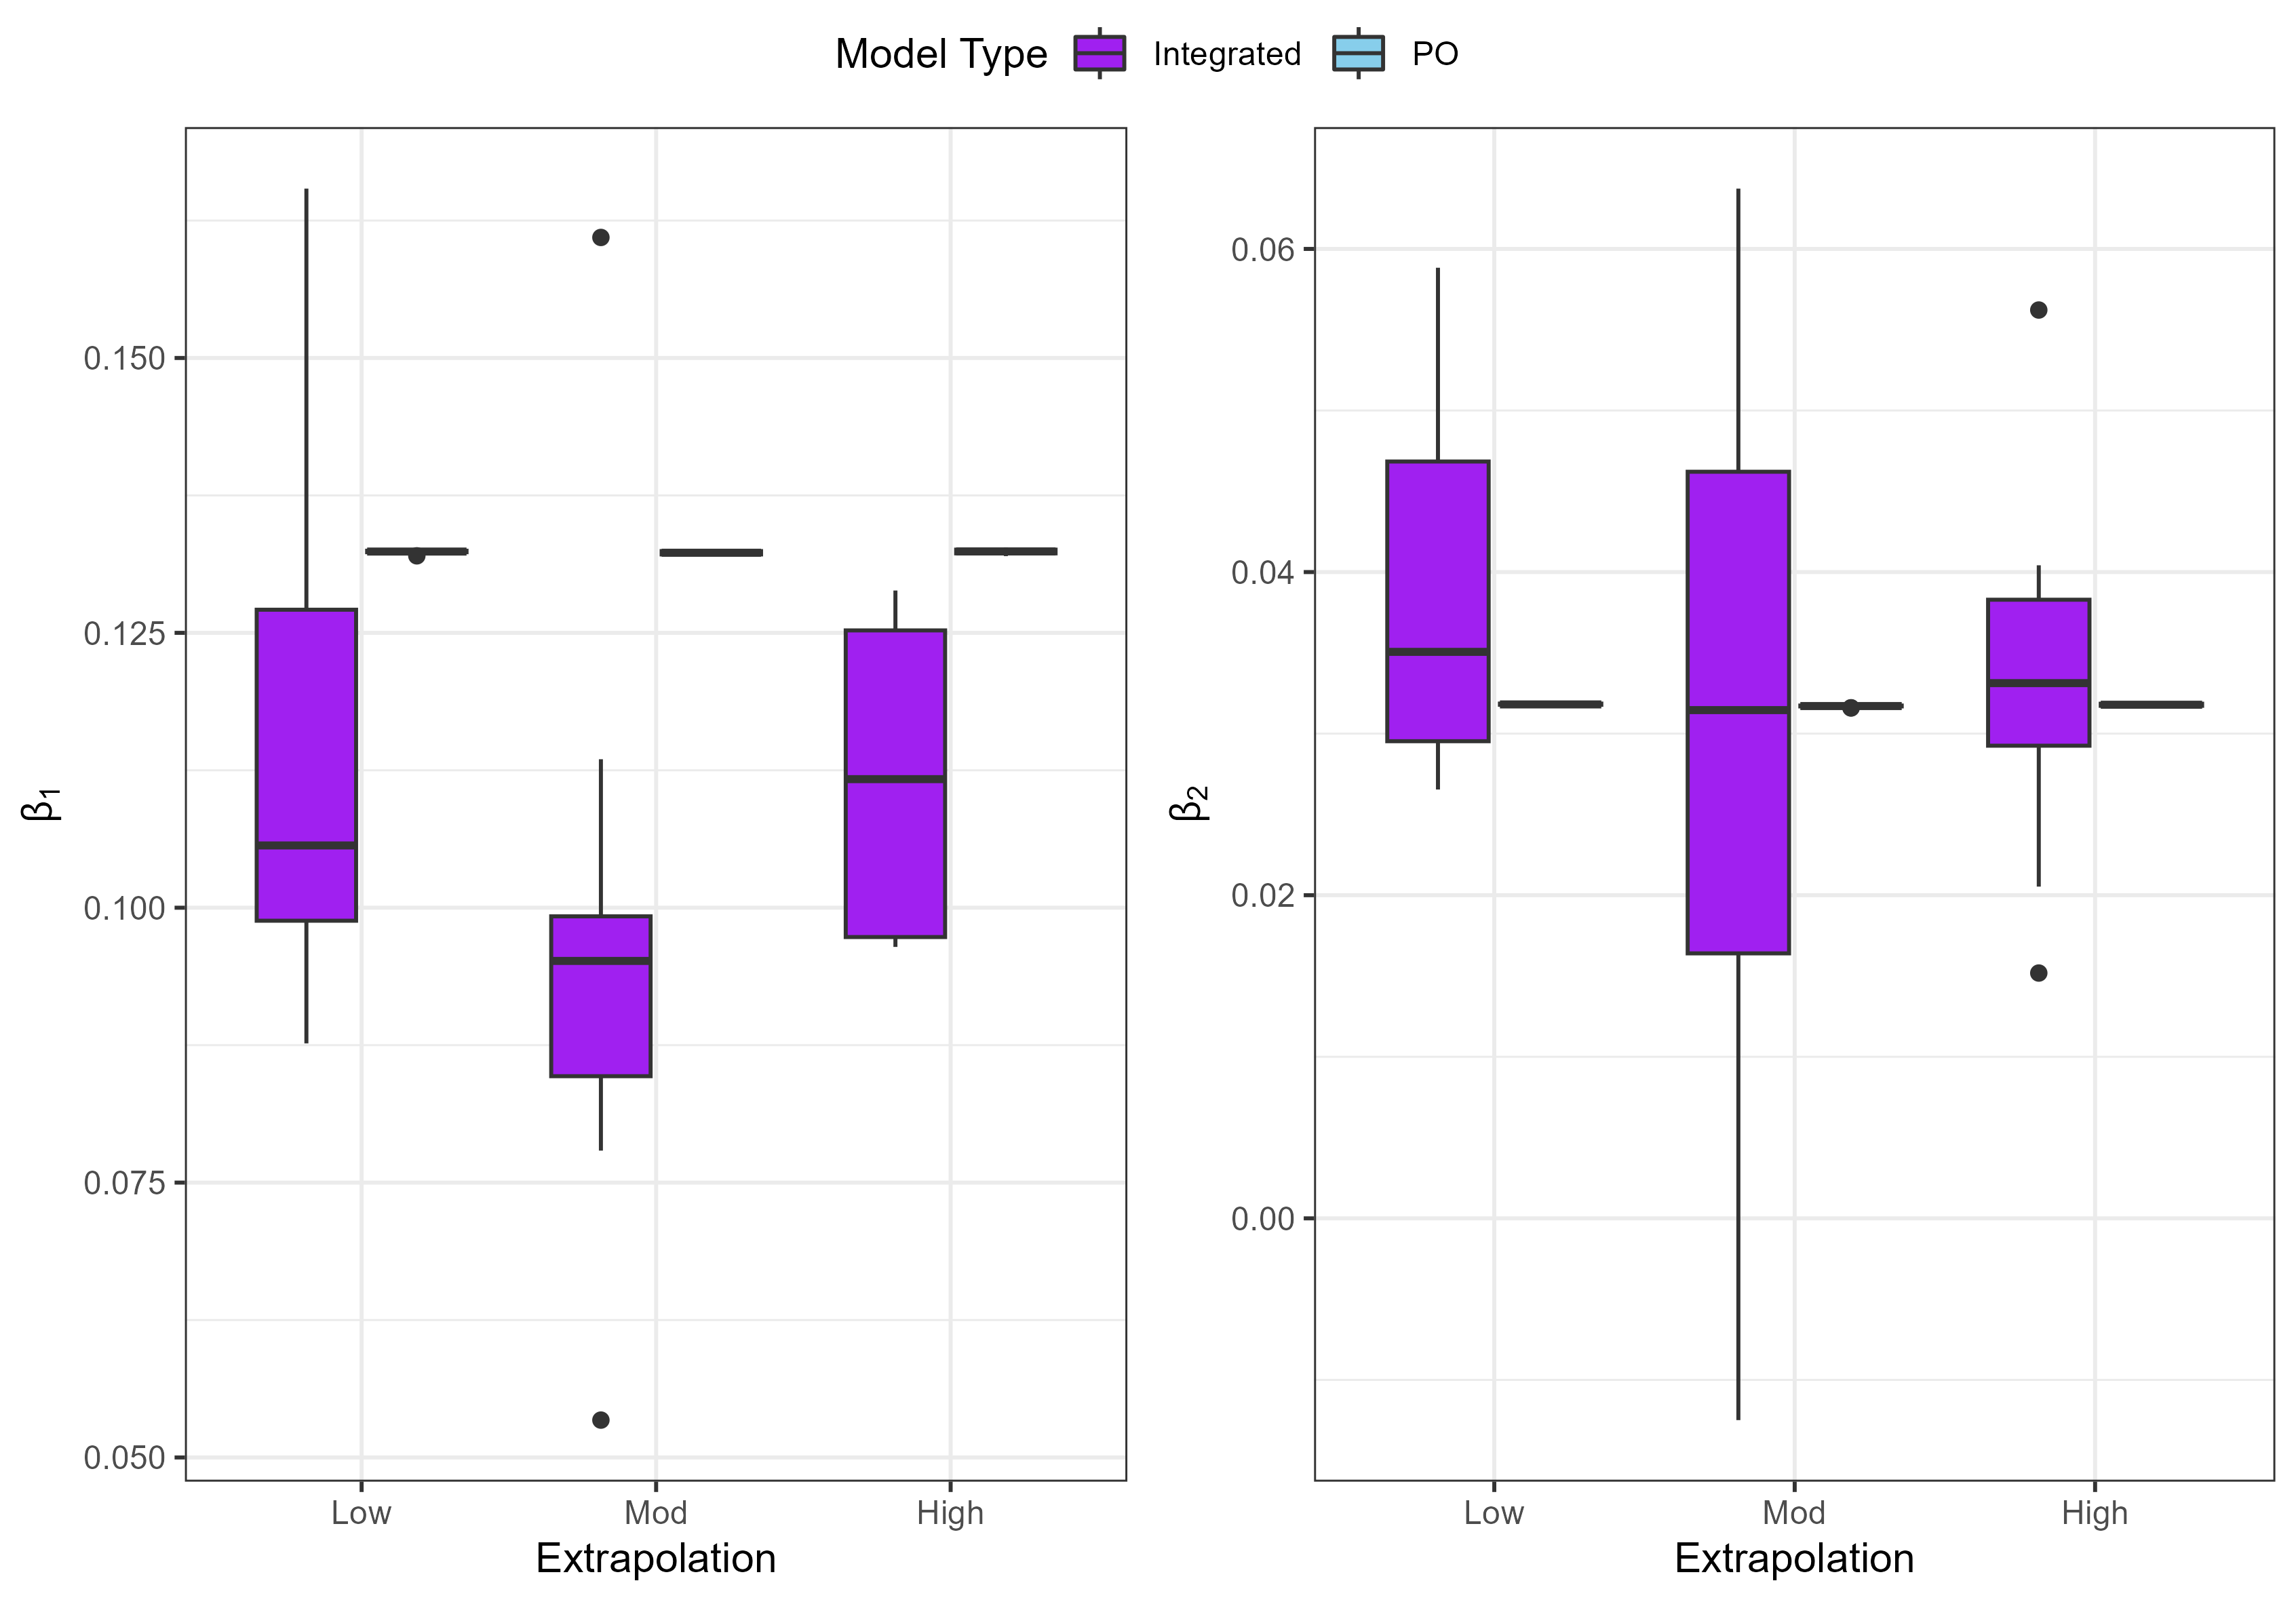 Model Type Integrated PO
β1
0.150
0.125
0.100
0.075
0.050
Low Mod High
Extrapolation
β2
0.06
0.04
0.02
0.00
Low Mod High
Extrapolation